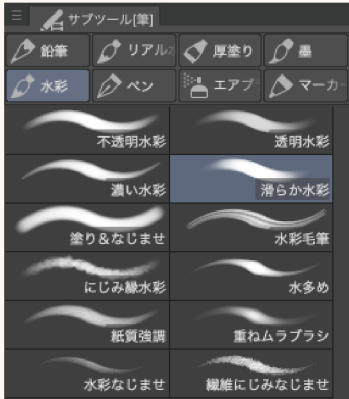 サブツール[筆]
鉛筆 リアル 厚塗り 墨
水彩 ペン エアブ マーカ
不透明水彩 透明水彩
濃い水彩 滑らか水彩
塗り&なじませ 水彩毛筆
にじみ縁水彩 水多め
紙質強調 重ねムラブラシ
水彩なじませ 繊維にじみなじませ